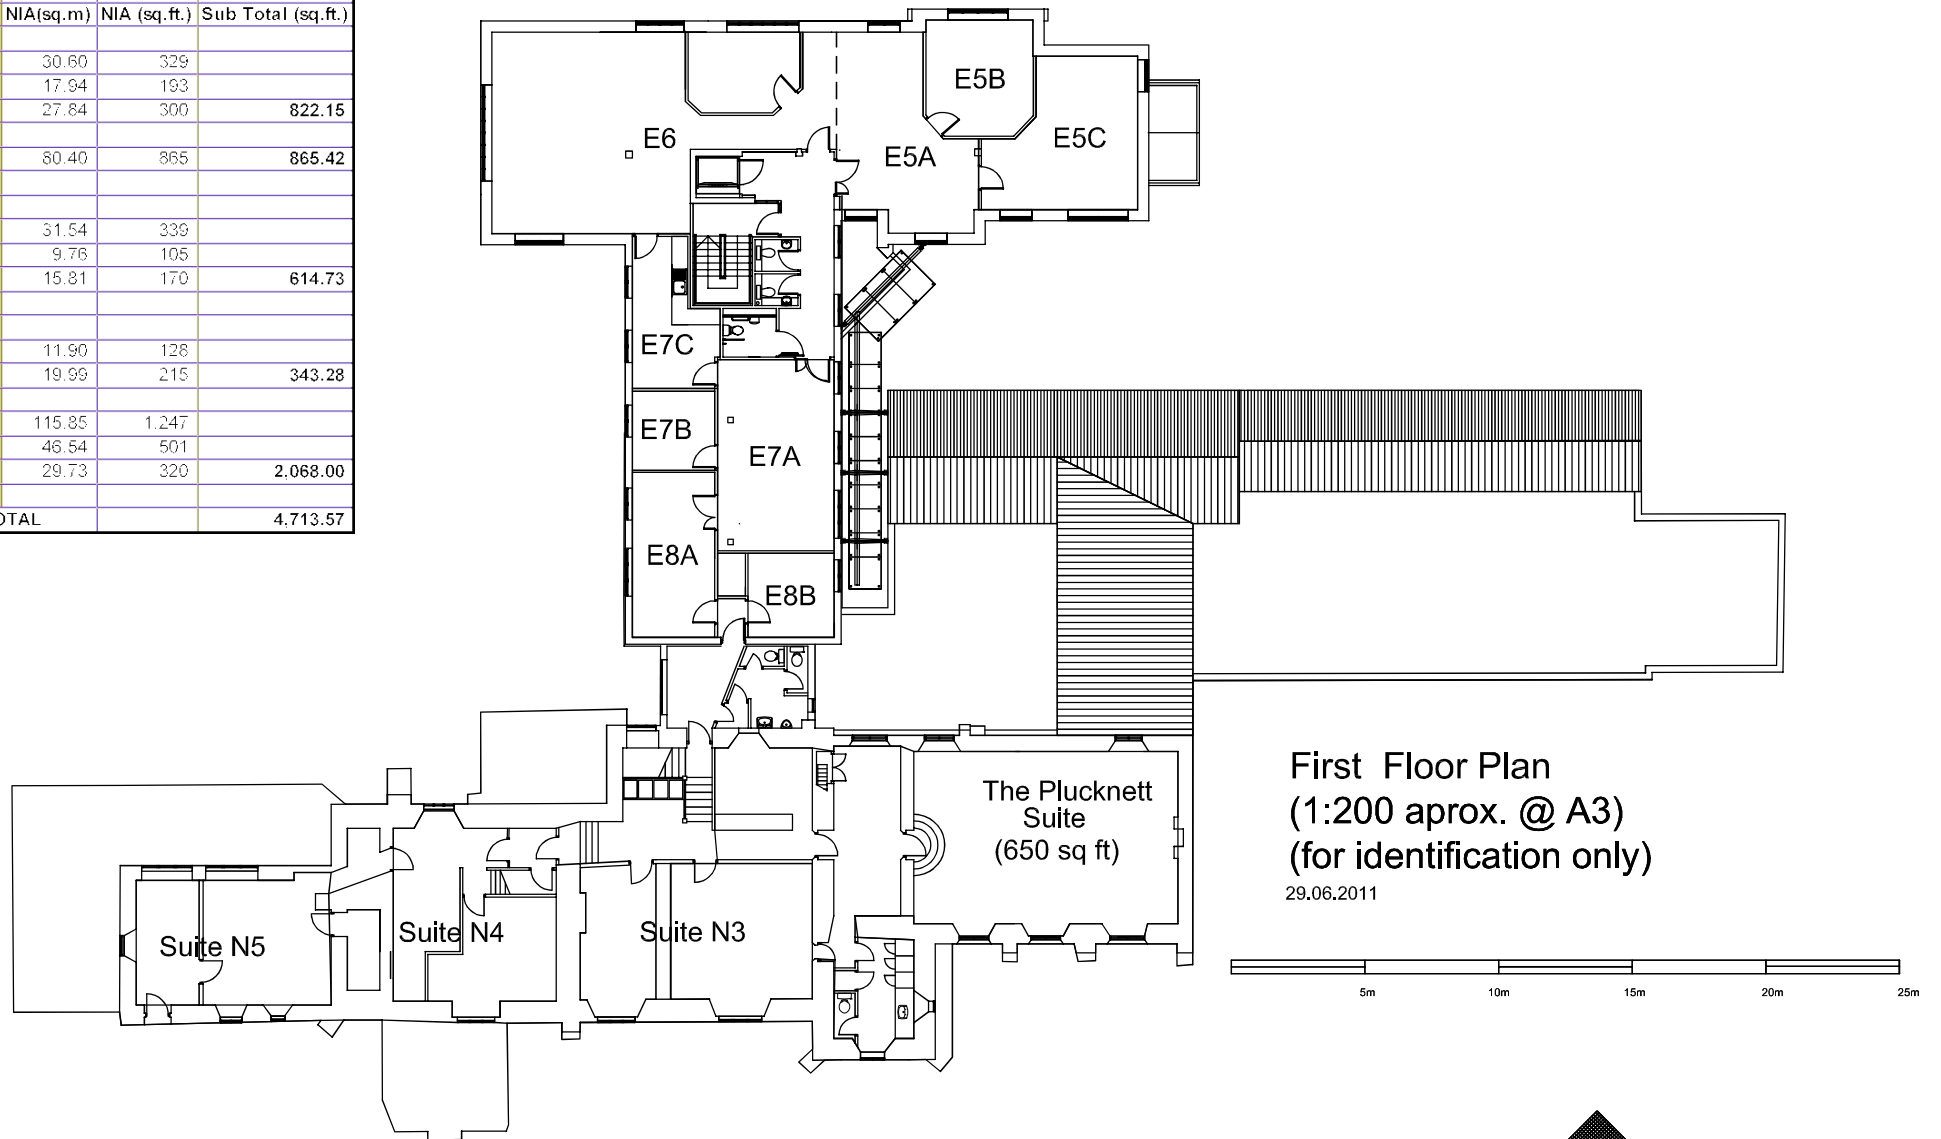 NIA(sq.m) NIA (sq.ft.) Sub Total (sq.ft.)
30.60 329
17.94 193
27.84 300 822.15
80.40 865 865.42
31.54 339
9.76 105
15.81 170 614.73
11.90 128
19.99 215 343.28
115.85 1.247
46.54 501
29.73 320 2,068.00
OTAL 4,713.57
E5B
E6
E5A
E5C
E7C
E7B
E7A
E8A
E8B
The Plucknett
Suite
(650 sq ft)
Suite N5
Suite N4
Suite N3
First Floor Plan
(1:200 aprox. @ A3)
(for identification only)
29.06.2011
5m 10m 15m 20m 25m